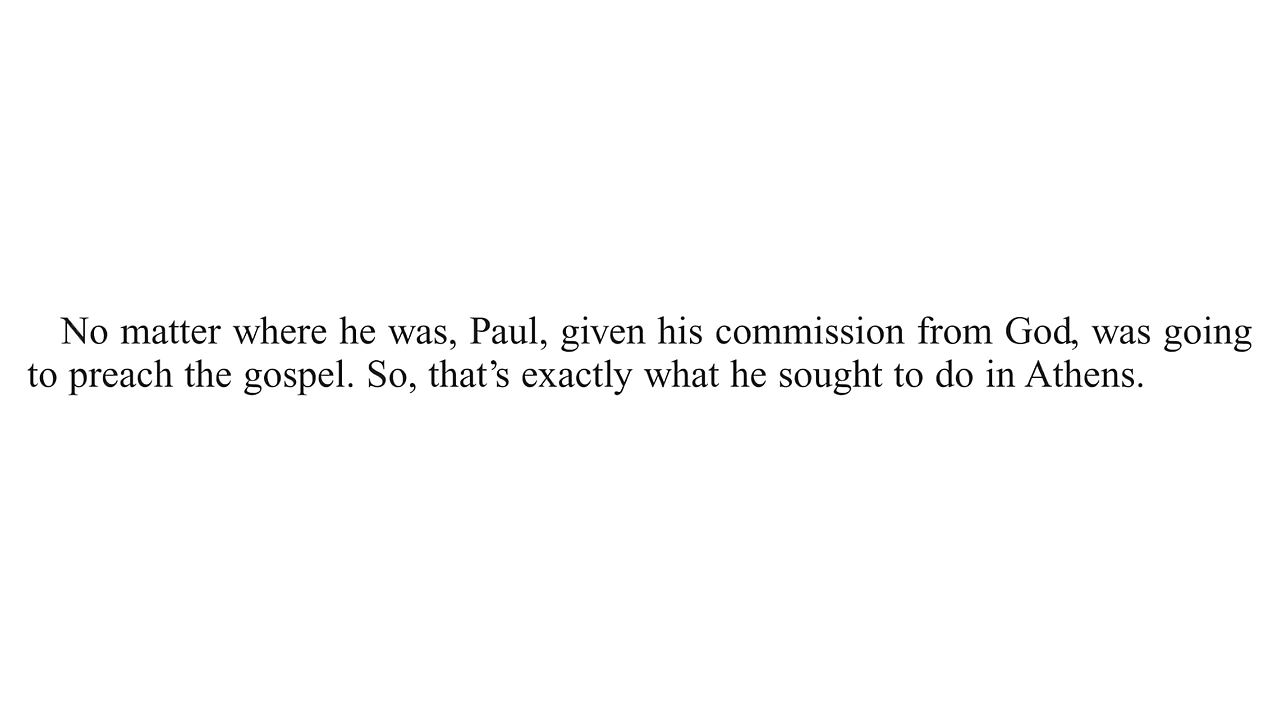 No matter where he was, Paul, given his commission from God, was going
to preach the gospel. So, that’s exactly what he sought to do in Athens.